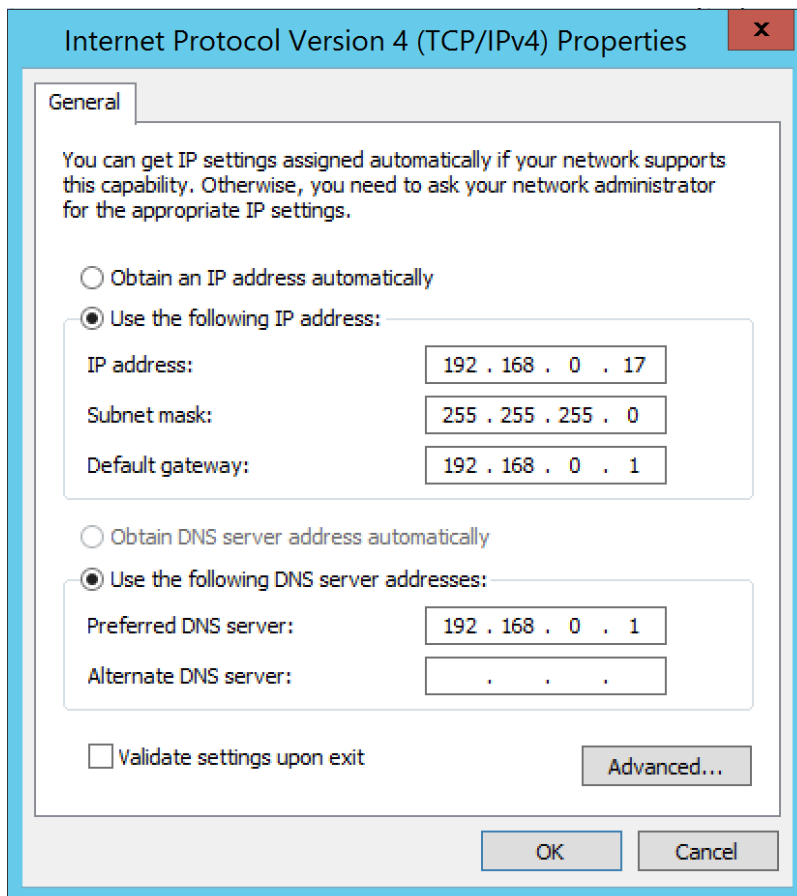 Internet Protocol Version 4 (TCP/IPv4) Properties
x
General
You can get IP settings assigned automatically if your network supports
this capability. Otherwise, you need to ask your network administrator
for the appropriate IP settings.
Obtain an IP address automatically
Use the following IP address:
IP address: 192 . 168 . 0 . 17
Subnet mask: 255 . 255 . 255 . 0
Default gateway: 192 . 168 . 0 . 1
Obtain DNS server address automatically
Use the following DNS server addresses:
Preferred DNS server: 192 . 168 . 0 . 1
Alternate DNS server: . . .
Validate settings upon exit
Advanced...
OK Cancel